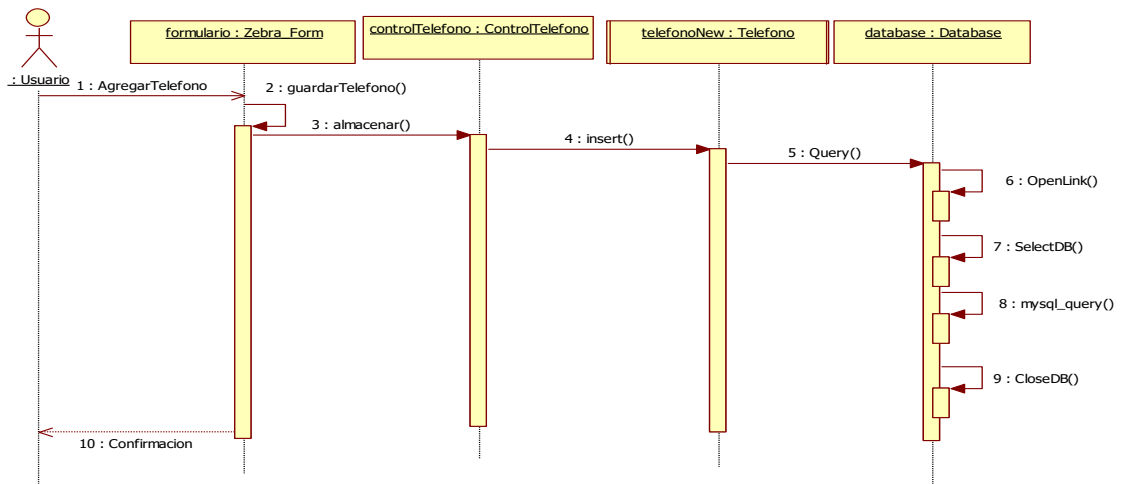 formulario : Zebra_Form
controlTelefono : ControlTelefono
telefonoNew : Telefono
database : Database
: Usuario
1 : AgregarTelefono
2 : guardarTelefono()
3 : almacenar()
4 : insert()
5 : Query()
6 : OpenLink()
7 : SelectDB()
8 : mysql_query()
9 : CloseDB()
10 : Confirmacion